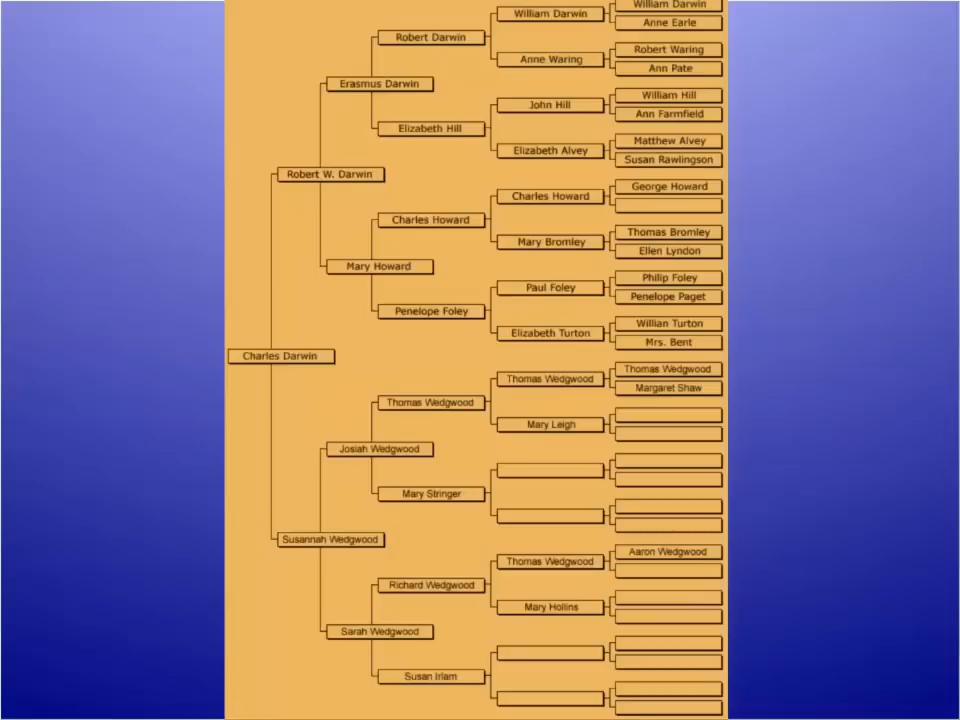 William Darwin
Anne Earle
William Darwin
Robert Darwin
Robert Waring
Anne Waring
Ann Pate
Erasmus Darwin
William Hill
John Hill
Ann Farmfield
Elizabeth Hill
Matthew Alvey
Elizabeth Alvey
Susan Rawlingson
Robert W. Darwin
George Howard
Charles Howard
Charles Howard
Thomas Bromley
Mary Bromley
Ellen Lyndon
Mary Howard
Philip Foley
Paul Foley
Penelope Paget
Penelope Foley
Willian Turton
Elizabeth Turton
Mrs. Bent
Charles Darwin
Thomas Wedgwood
Thomas Wedgwood
Margaret Shaw
Thomas Wedgwood
Mary Leigh
Josiah Wedgwood
Mary Stringer
Susannah Wedgwood
Aaron Wedgwood
Thomas Wedgwood
Richard Wedgwood
Mary Hollins
Sarah Wedgwood
Susan Irlam